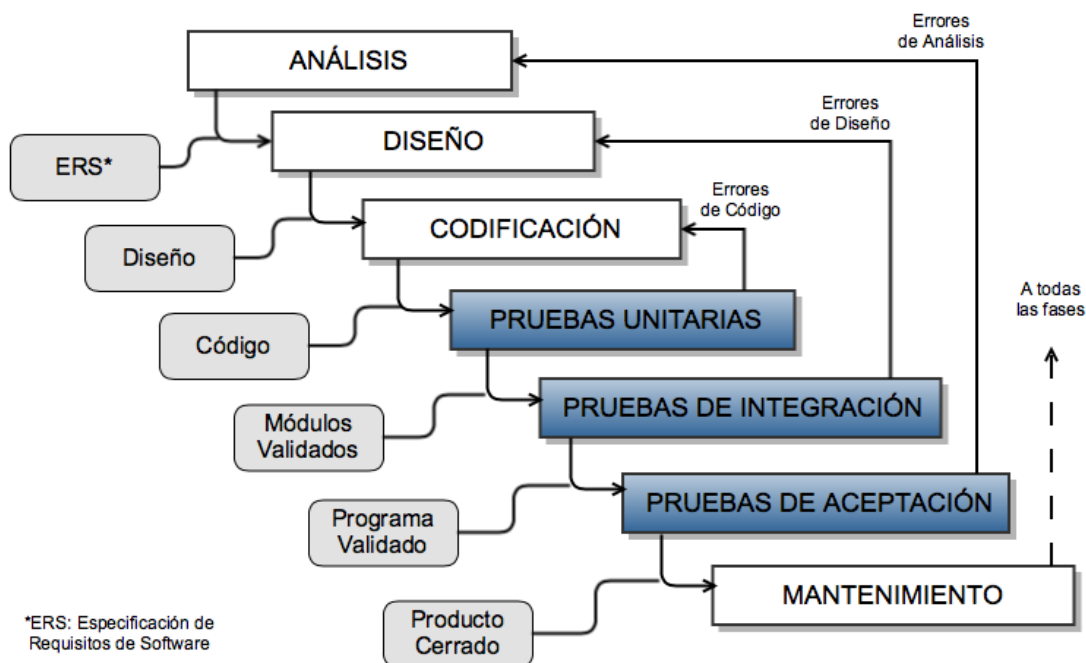 Errores
de Análisis
ANÁLISIS
Errores
de Diseño
DISEÑO
ERS*
Errores
de Código
CODIFICACIÓN
Diseño
A todas
las fases
PRUEBAS UNITARIAS
Código
PRUEBAS DE INTEGRACIÓN
Módulos
Validados
PRUEBAS DE ACEPTACIÓN
Programa
Validado
MANTENIMIENTO
Producto
Cerrado
*ERS: Especificación de
Requisitos de Software